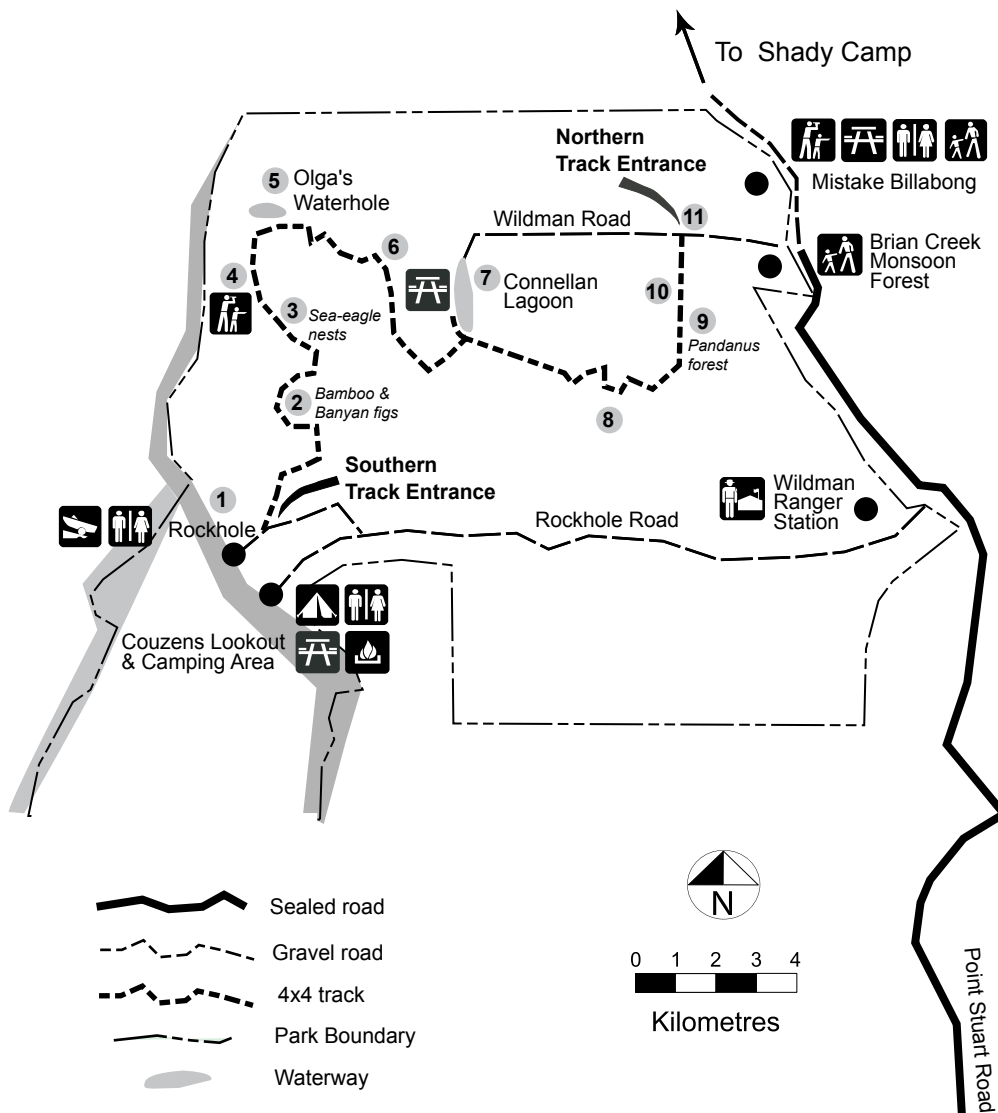 To Shady Camp
Northern
Track Entrance
Mistake Billabong
5
Olga's
Waterhole
11
Wildman Road
6
Brian Creek
Monsoon
Forest
4
7
Connellan
Lagoon
10
3
Sea-eagle
nests
9
Pandanus
forest
2
Bamboo &
Banyan figs
8
Southern
Track Entrance
1
Rockhole
Wildman
Ranger
Station
Rockhole Road
Couzens Lookout
& Camping Area
N
Sealed road
Gravel road
4x4 track
Park Boundary
Waterway
0 1 2 3 4
Kilometres
Point Stuart Road